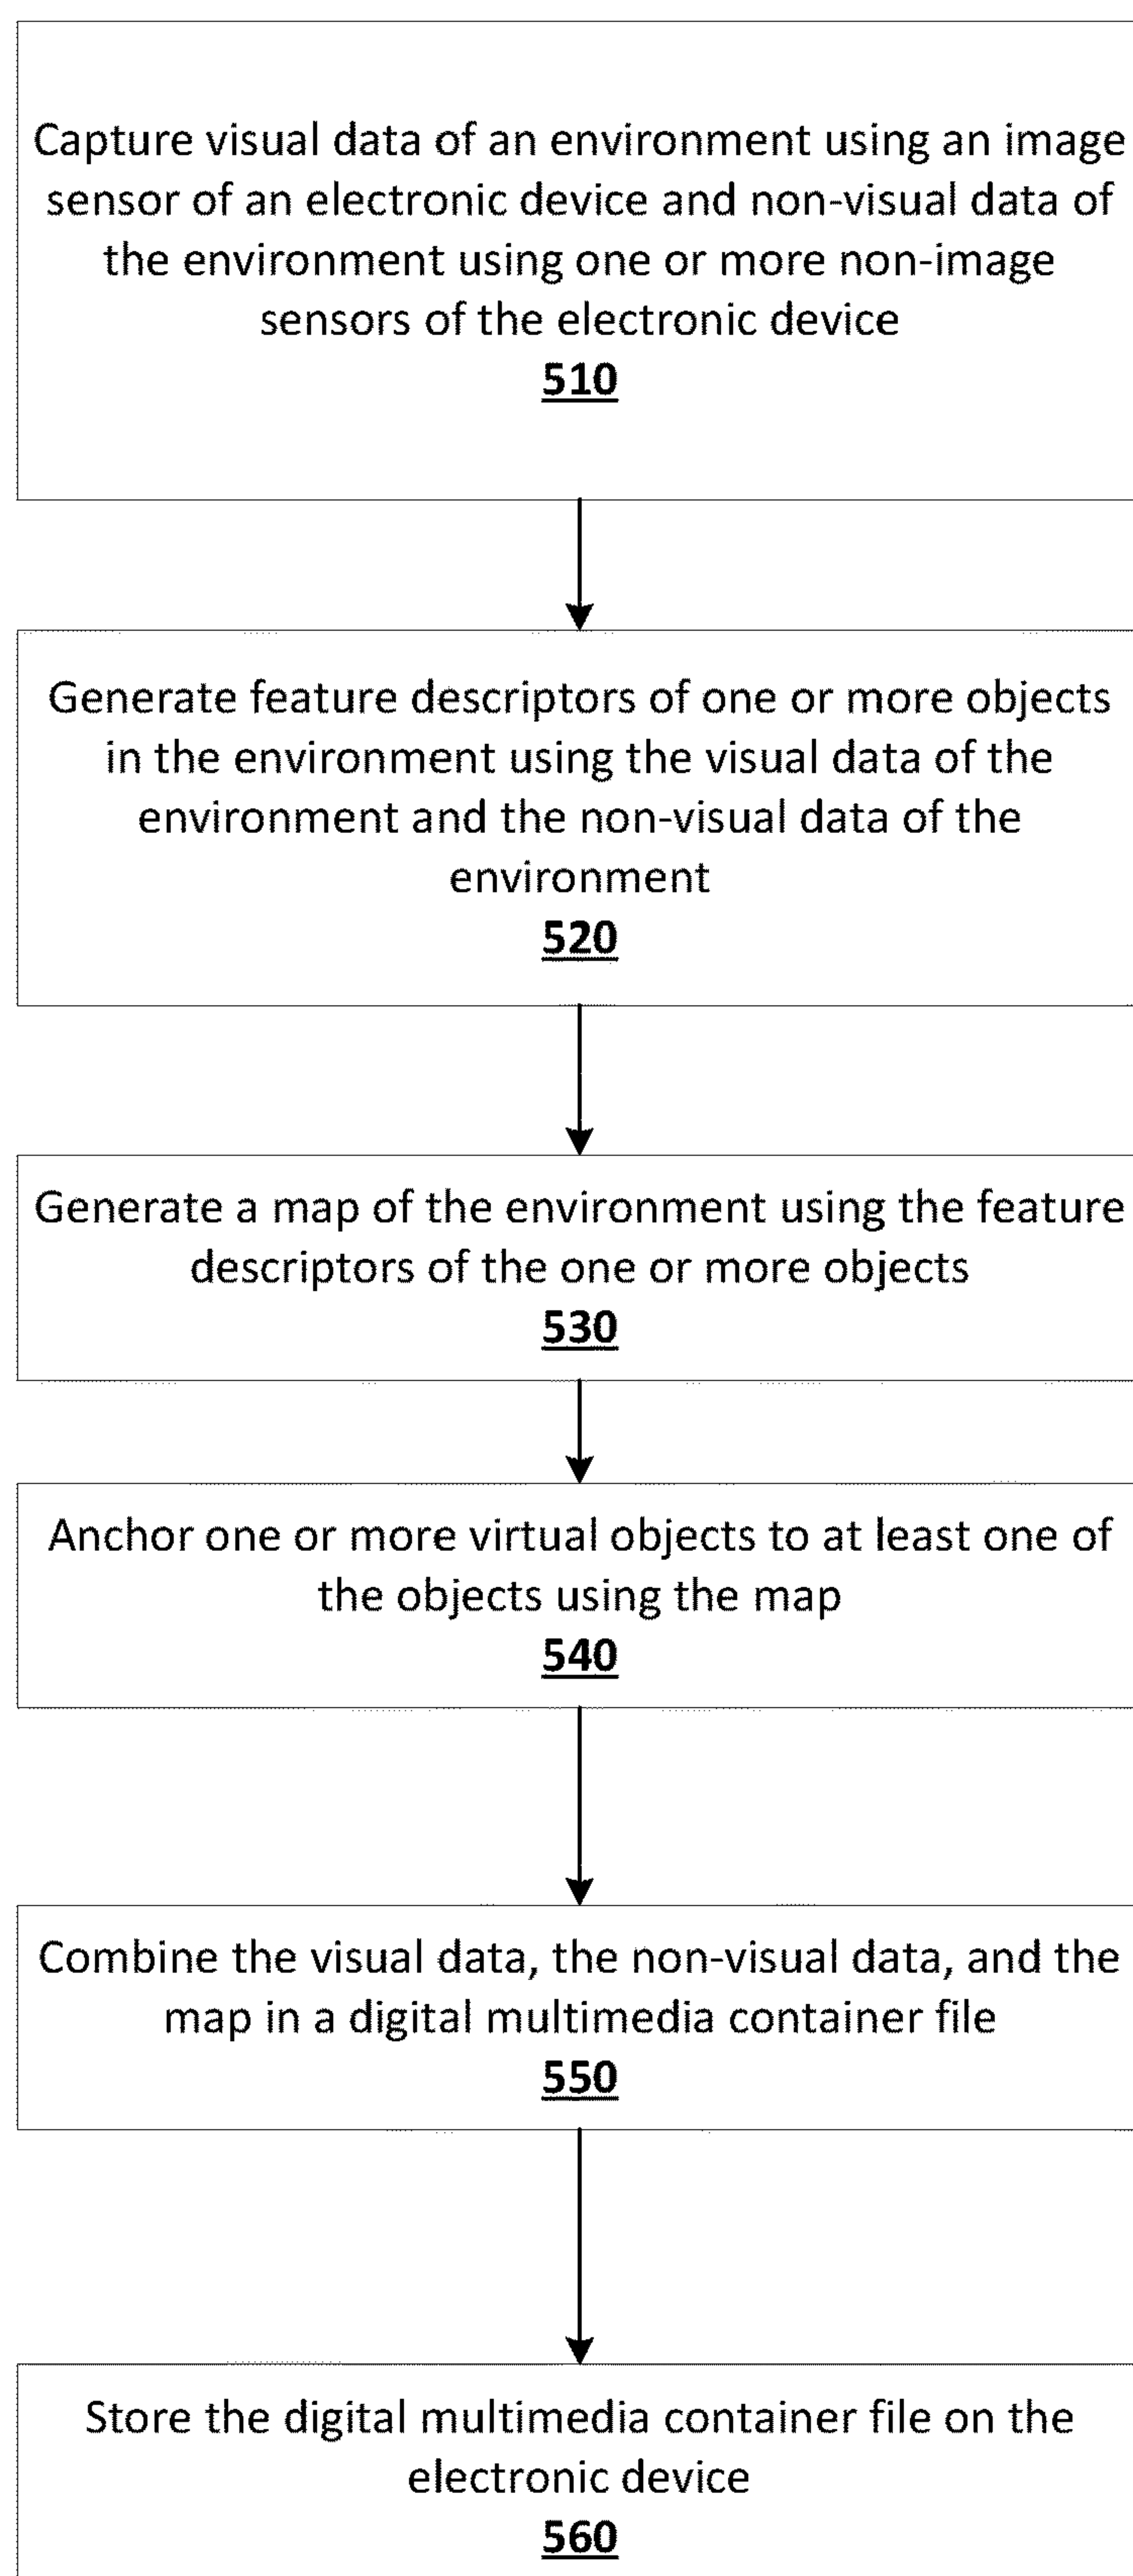 Capture visual data of an environment using an image
sensor of an electronic device and non-visual data of
the environment using one or more non-image
sensors of the electronic device
510
Generate feature descriptors of one or more objects
in the environment using the visual data of the
environment and the non-visual data of the
environment
520
Generate a map of the environment using the feature
descriptors of the one or more objects
530
Anchor one or more virtual objects to at least one of
the objects using the map
540
Combine the visual data, the non-visual data, and the
map in a digital multimedia container file
550
Store the digital multimedia container file on the
electronic device
560